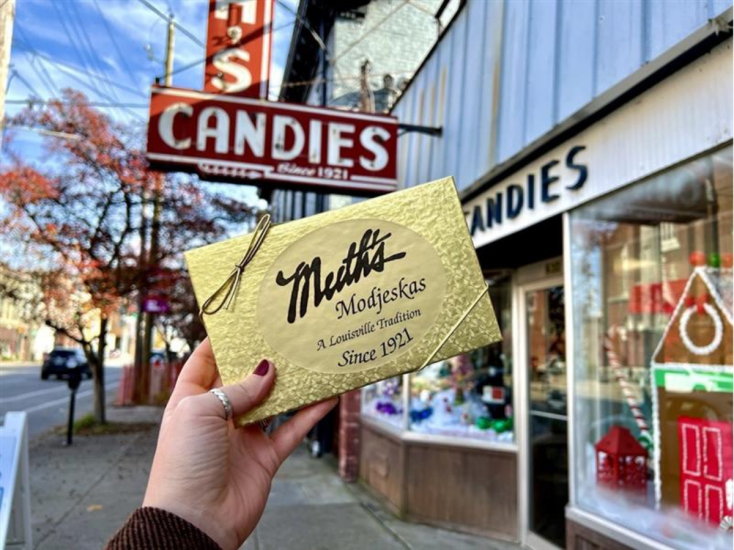 H'S
CANDIES
Since 1921
CANDIES
Muth's
Modjeskas
A Louisville Tradition
Since 1921